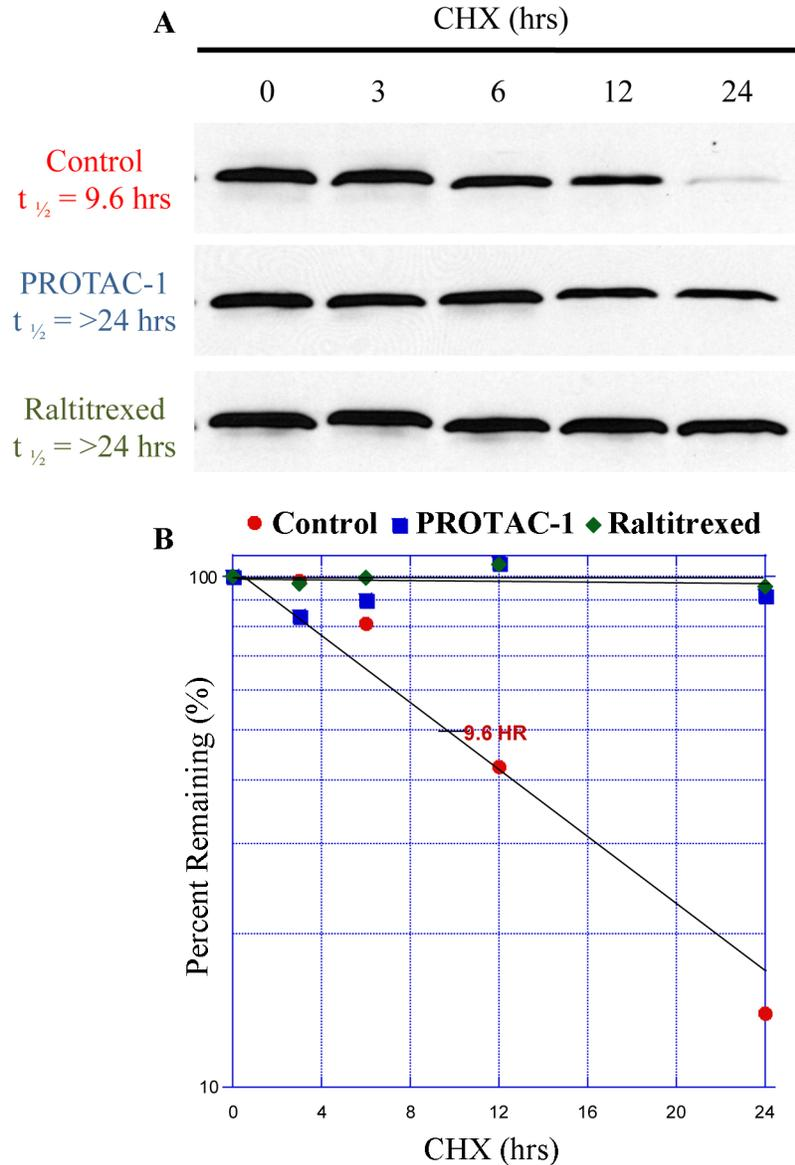 A
CHX (hrs)
0 3 6 12 24
Control
t ½ = 9.6 hrs
PROTAC-1
t ½ = >24 hrs
Raltitrexed
t ½ = >24 hrs
B
Control PROTAC-1 Raltitrexed
100
Percent Remaining (%)
9.6 HR
10
0 4 8 12 16 20 24
CHX (hrs)